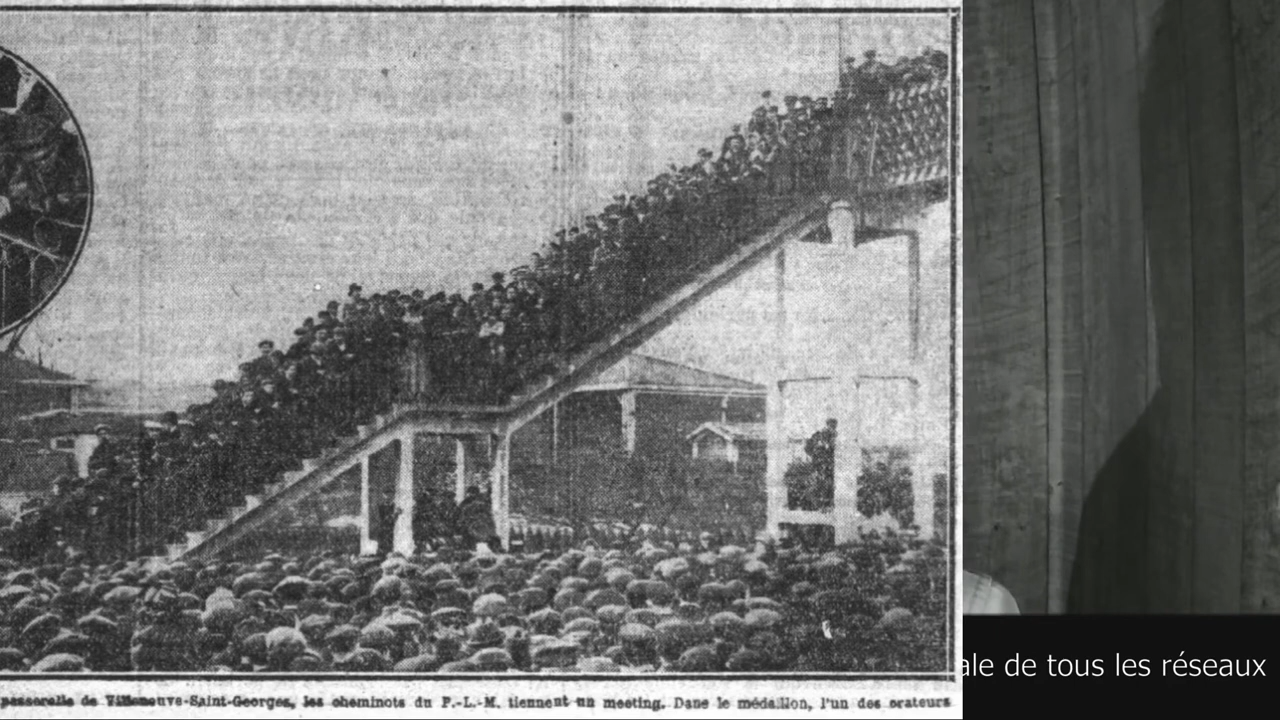 ale de tous les réseaux
passerelle de Villeneuve-Saint-Georges, les cheminots du P.-L.-M. tiennent un meeting. Dans le médaillon, l'un des orateurs